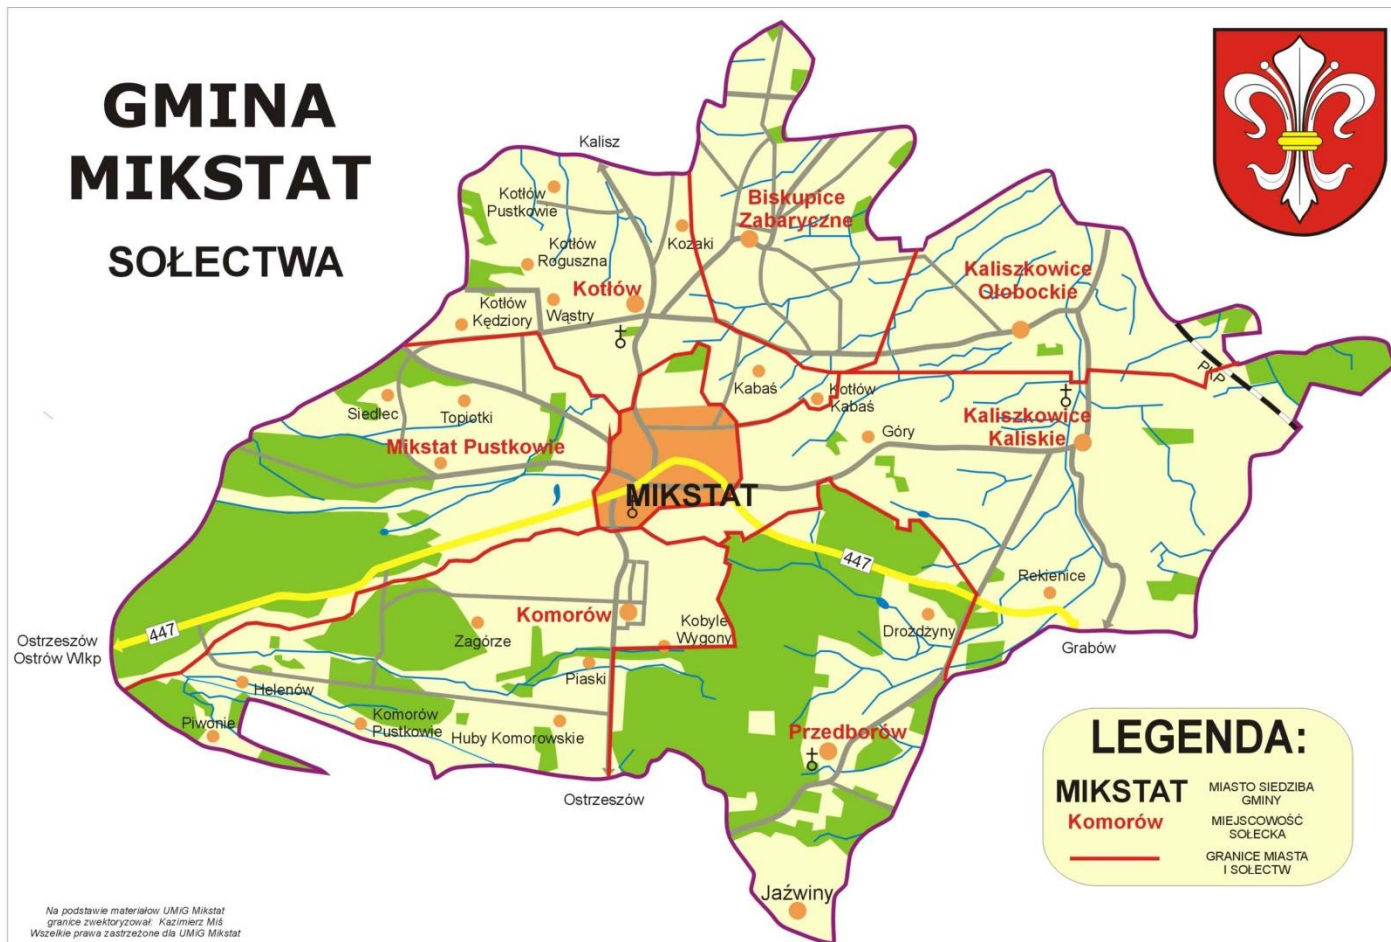 GMINA
MIKSTAT
SOŁECTWA
Kalisz
Kotłów
Pustkowie
Kozaki
Biskupice
Zabaryczne
Kotłów
Roguszna
Kotłów
Wąstry
Kotłów
Kędziory
Kaliszkowice
Ołobockie
PKP
Siedlec
Topiotki
Kabaś
Kotłów
Kabaś
Mikstat Pustkowie
Góry
Kaliszkowice
Kaliskie
MIKSTAT
447
447
Ostrzeszów
Ostrów Wlkp
Komorów
Zagórze
Kobyle
Wygony
Drożdżyny
Rekienice
Grabów
Piaski
Helenów
Piwonie
Komorów
Pustkowie
Huby Komorowskie
Przedborów
Ostrzeszów
Jaźwiny
LEGENDA:
MIKSTAT
MIASTO SIEDZIBA
GMINY
Komorów
MIEJSCOWOŚĆ
SOŁECKA
GRANICE MIASTA
I SOŁECTW
Na podstawie materiałow UMiG Mikstat
granice zwektoryzował: Kazimierz Miś
Wszelkie prawa zastrzeżone dla UMiG Mikstat